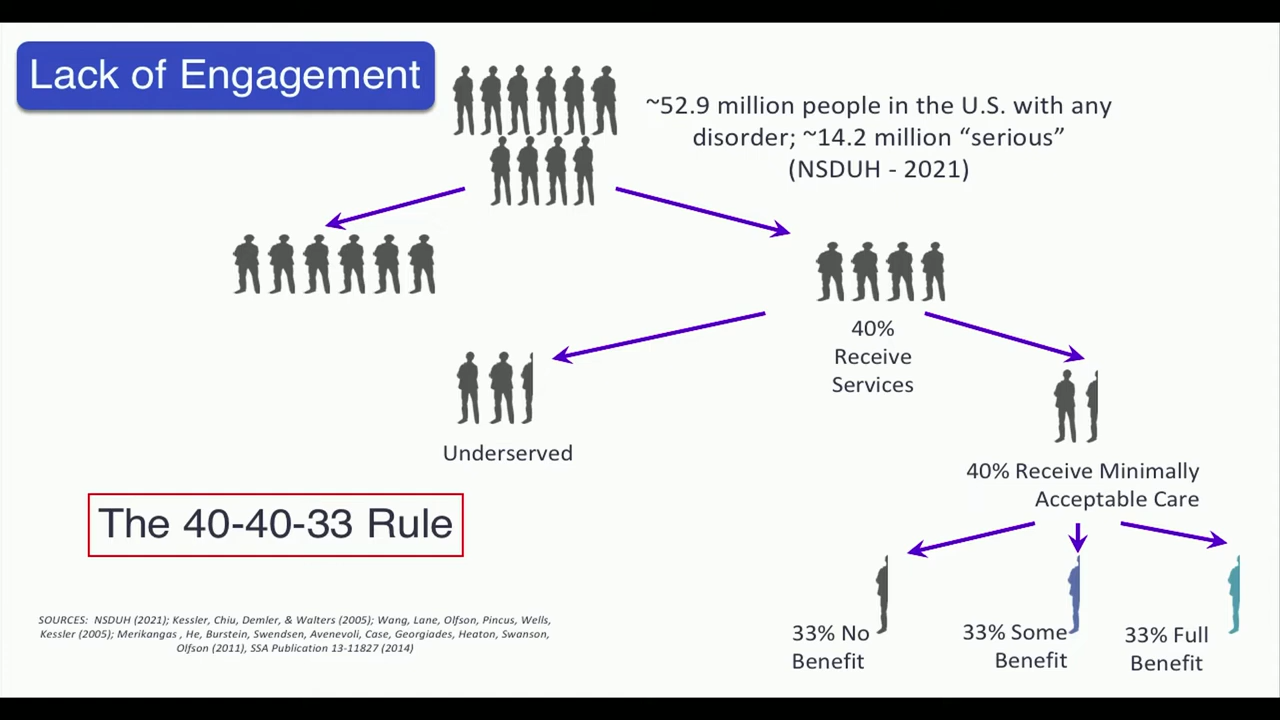 Lack of Engagement
~52.9 million people in the U.S. with any
disorder; ~14.2 million “serious”
(NSDUH - 2021)
40%
Receive
Services
Underserved
40% Receive Minimally
Acceptable Care
The 40-40-33 Rule
33% No
Benefit
33% Some
Benefit
33% Full
Benefit
SOURCES:  NSDUH (2021); Kessler, Chiu, Demler, & Walters (2005); Wang, Lane, Olfson, Pincus, Wells,
Kessler (2005); Merikangas , He, Burstein, Swendsen, Avenevoli, Case, Georgiades, Heaton, Swanson,
Olfson (2011), SSA Publication 13-11827 (2014)